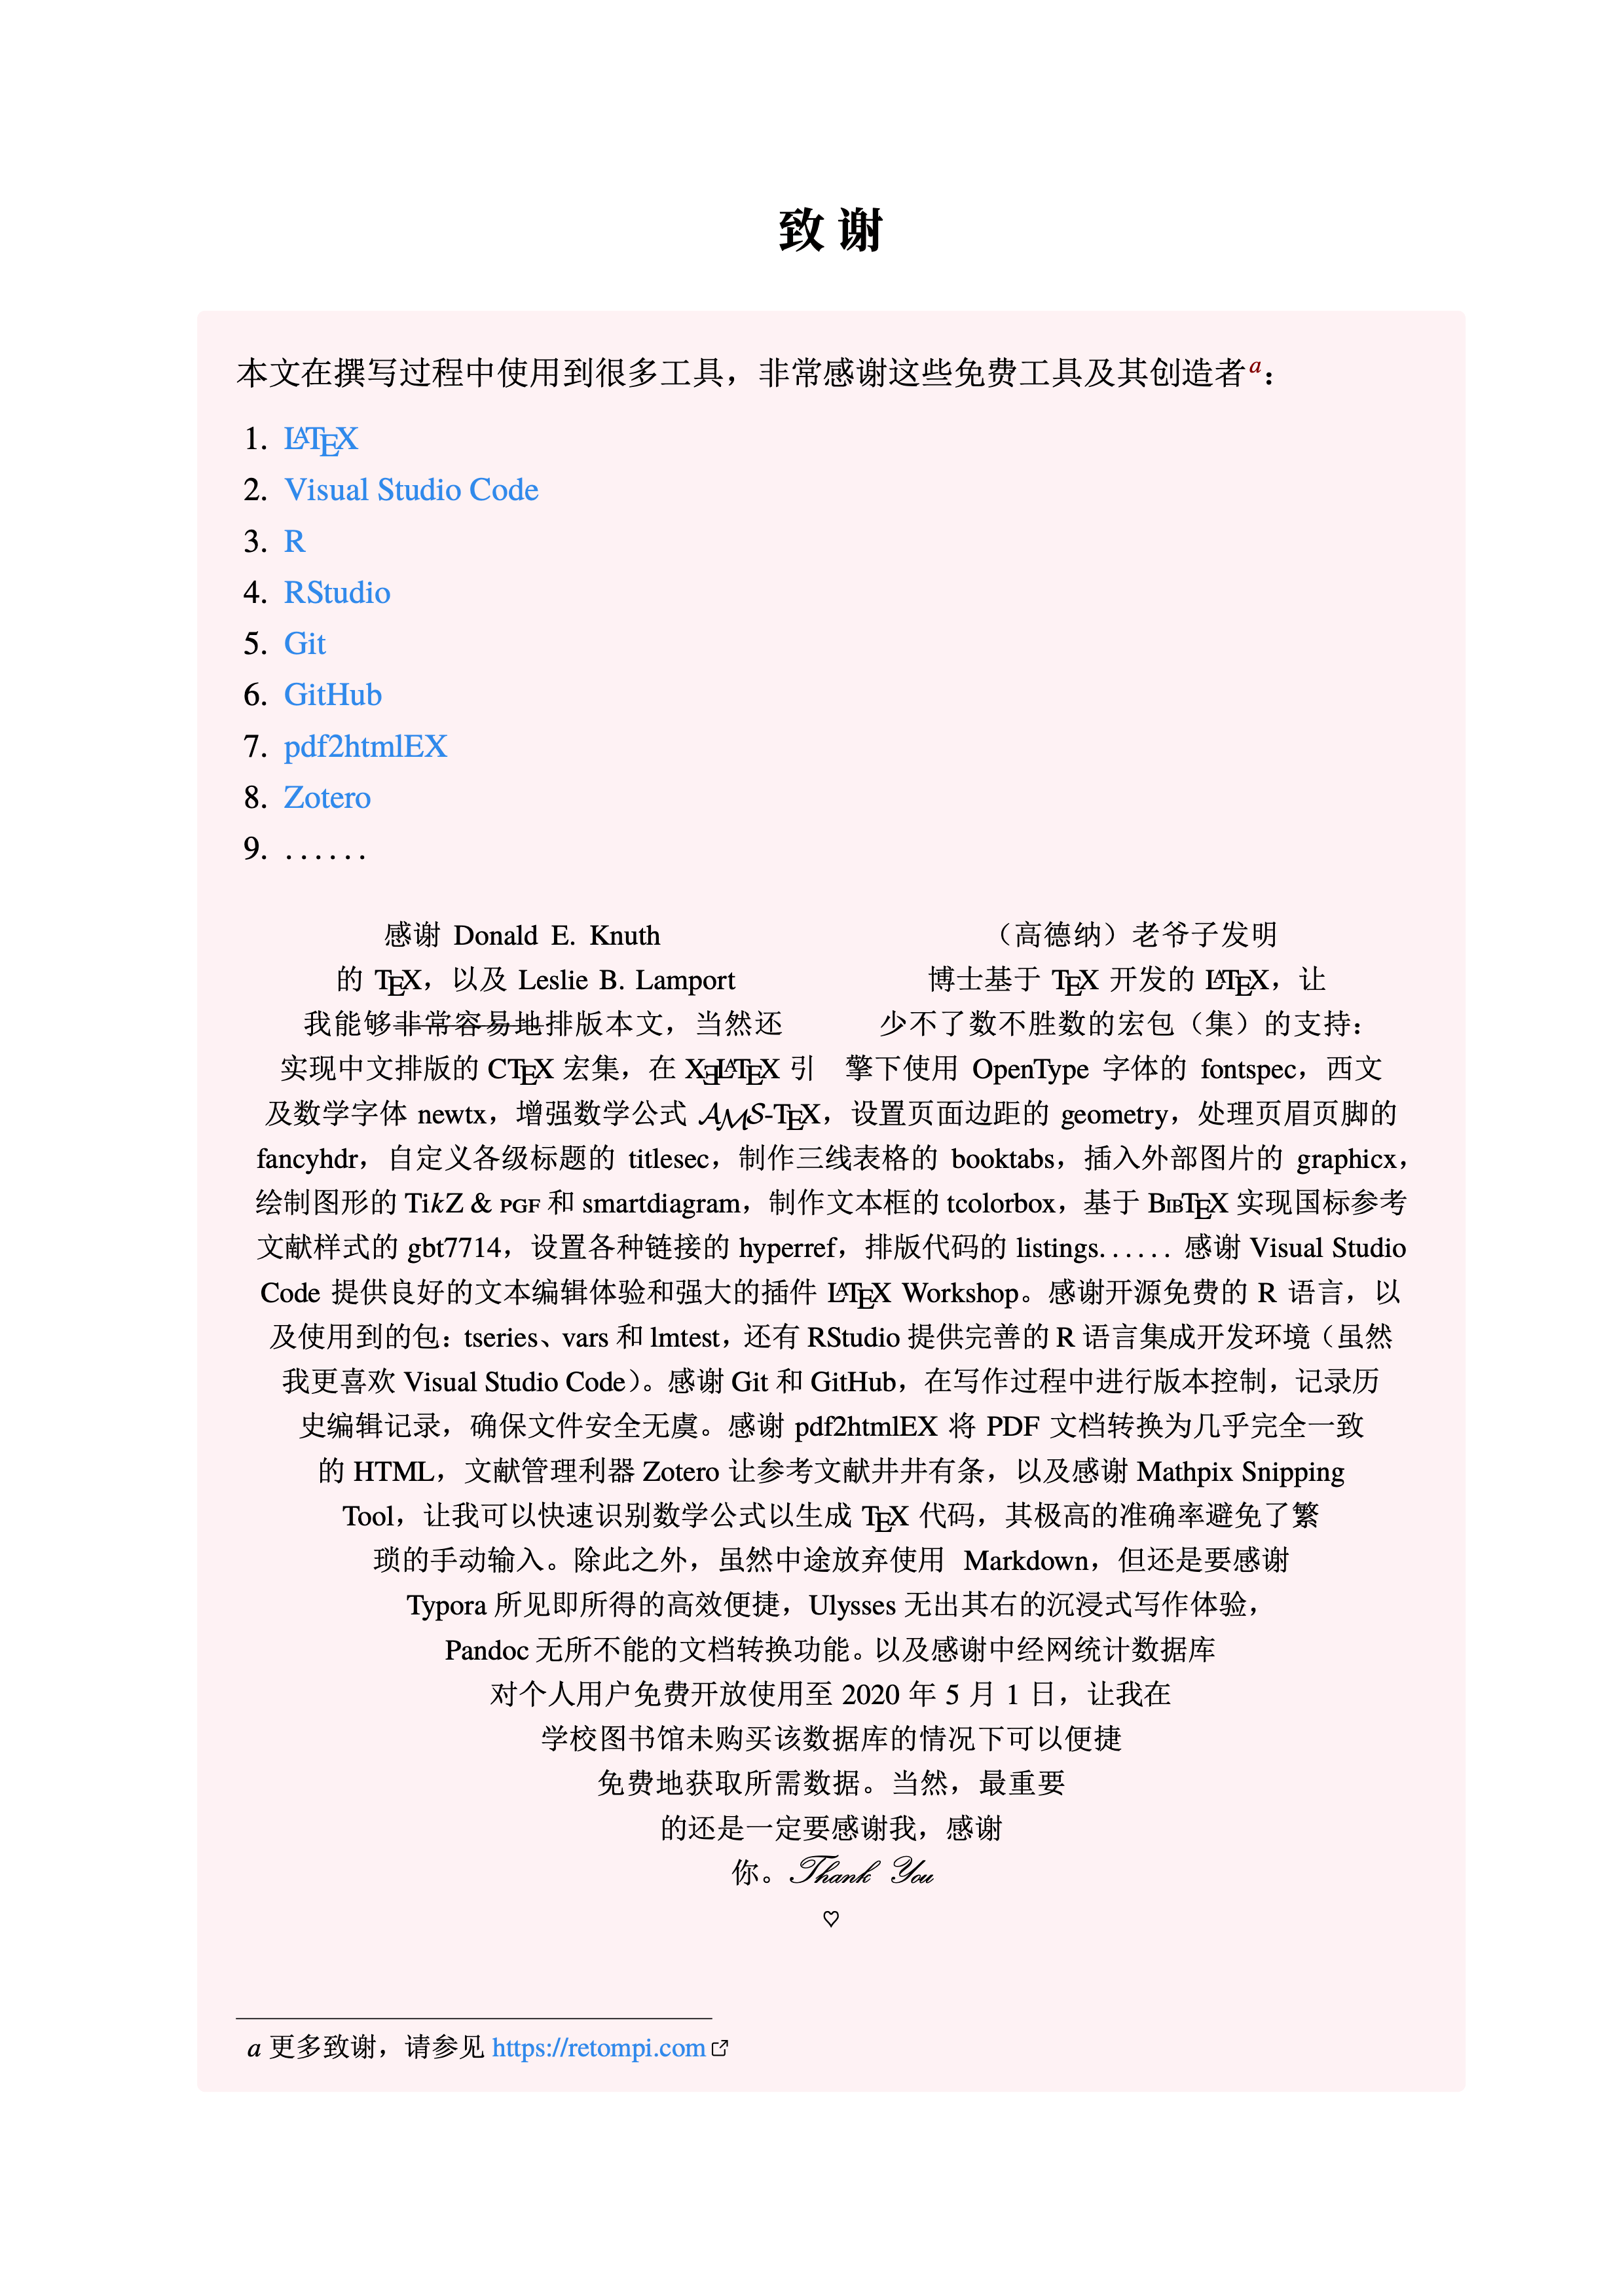 致 谢
本文在撰写过程中使用到很多工具，非常感谢这些免费工具及其创造者a：
1. LATEX
2. Visual Studio Code
3. R
4. RStudio
5. Git
6. GitHub
7. pdf2htmlEX
8. Zotero
9. ......
感谢 Donald E. Knuth （高德纳）老爷子发明
的 TEX，以及 Leslie B. Lamport 博士基于 TEX 开发的 LATEX，让
我能够非常容易地排版本文，当然还 少不了数不胜数的宏包（集）的支持：
实现中文排版的 CTEX 宏集，在 XƎLATEX 引 擎下使用 OpenType 字体的 fontspec，西文
及数学字体 newtx，增强数学公式 AMS-TEX，设置页面边距的 geometry，处理页眉页脚的
fancyhdr，自定义各级标题的 titlesec，制作三线表格的 booktabs，插入外部图片的 graphicx，
绘制图形的 TikZ & PGF 和 smartdiagram，制作文本框的 tcolorbox，基于 BIBTEX 实现国标参考
文献样式的 gbt7714，设置各种链接的 hyperref，排版代码的 listings...... 感谢 Visual Studio
Code 提供良好的文本编辑体验和强大的插件 LATEX Workshop。感谢开源免费的 R 语言，以
及使用到的包：tseries、vars 和 lmtest，还有 RStudio 提供完善的 R 语言集成开发环境（虽然
我更喜欢 Visual Studio Code）。感谢 Git 和 GitHub，在写作过程中进行版本控制，记录历
史编辑记录，确保文件安全无虞。感谢 pdf2htmlEX 将 PDF 文档转换为几乎完全一致
的 HTML，文献管理利器 Zotero 让参考文献井井有条，以及感谢 Mathpix Snipping
Tool，让我可以快速识别数学公式以生成 TEX 代码，其极高的准确率避免了繁
琐的手动输入。除此之外，虽然中途放弃使用 Markdown，但还是要感谢
Typora 所见即所得的高效便捷，Ulysses 无出其右的沉浸式写作体验，
Pandoc 无所不能的文档转换功能。以及感谢中经网统计数据库
对个人用户免费开放使用至 2020 年 5 月 1 日，让我在
学校图书馆未购买该数据库的情况下可以便捷
免费地获取所需数据。当然，最重要
的还是一定要感谢我，感谢
你。Thank You
♡
a 更多致谢，请参见 https://retompi.com